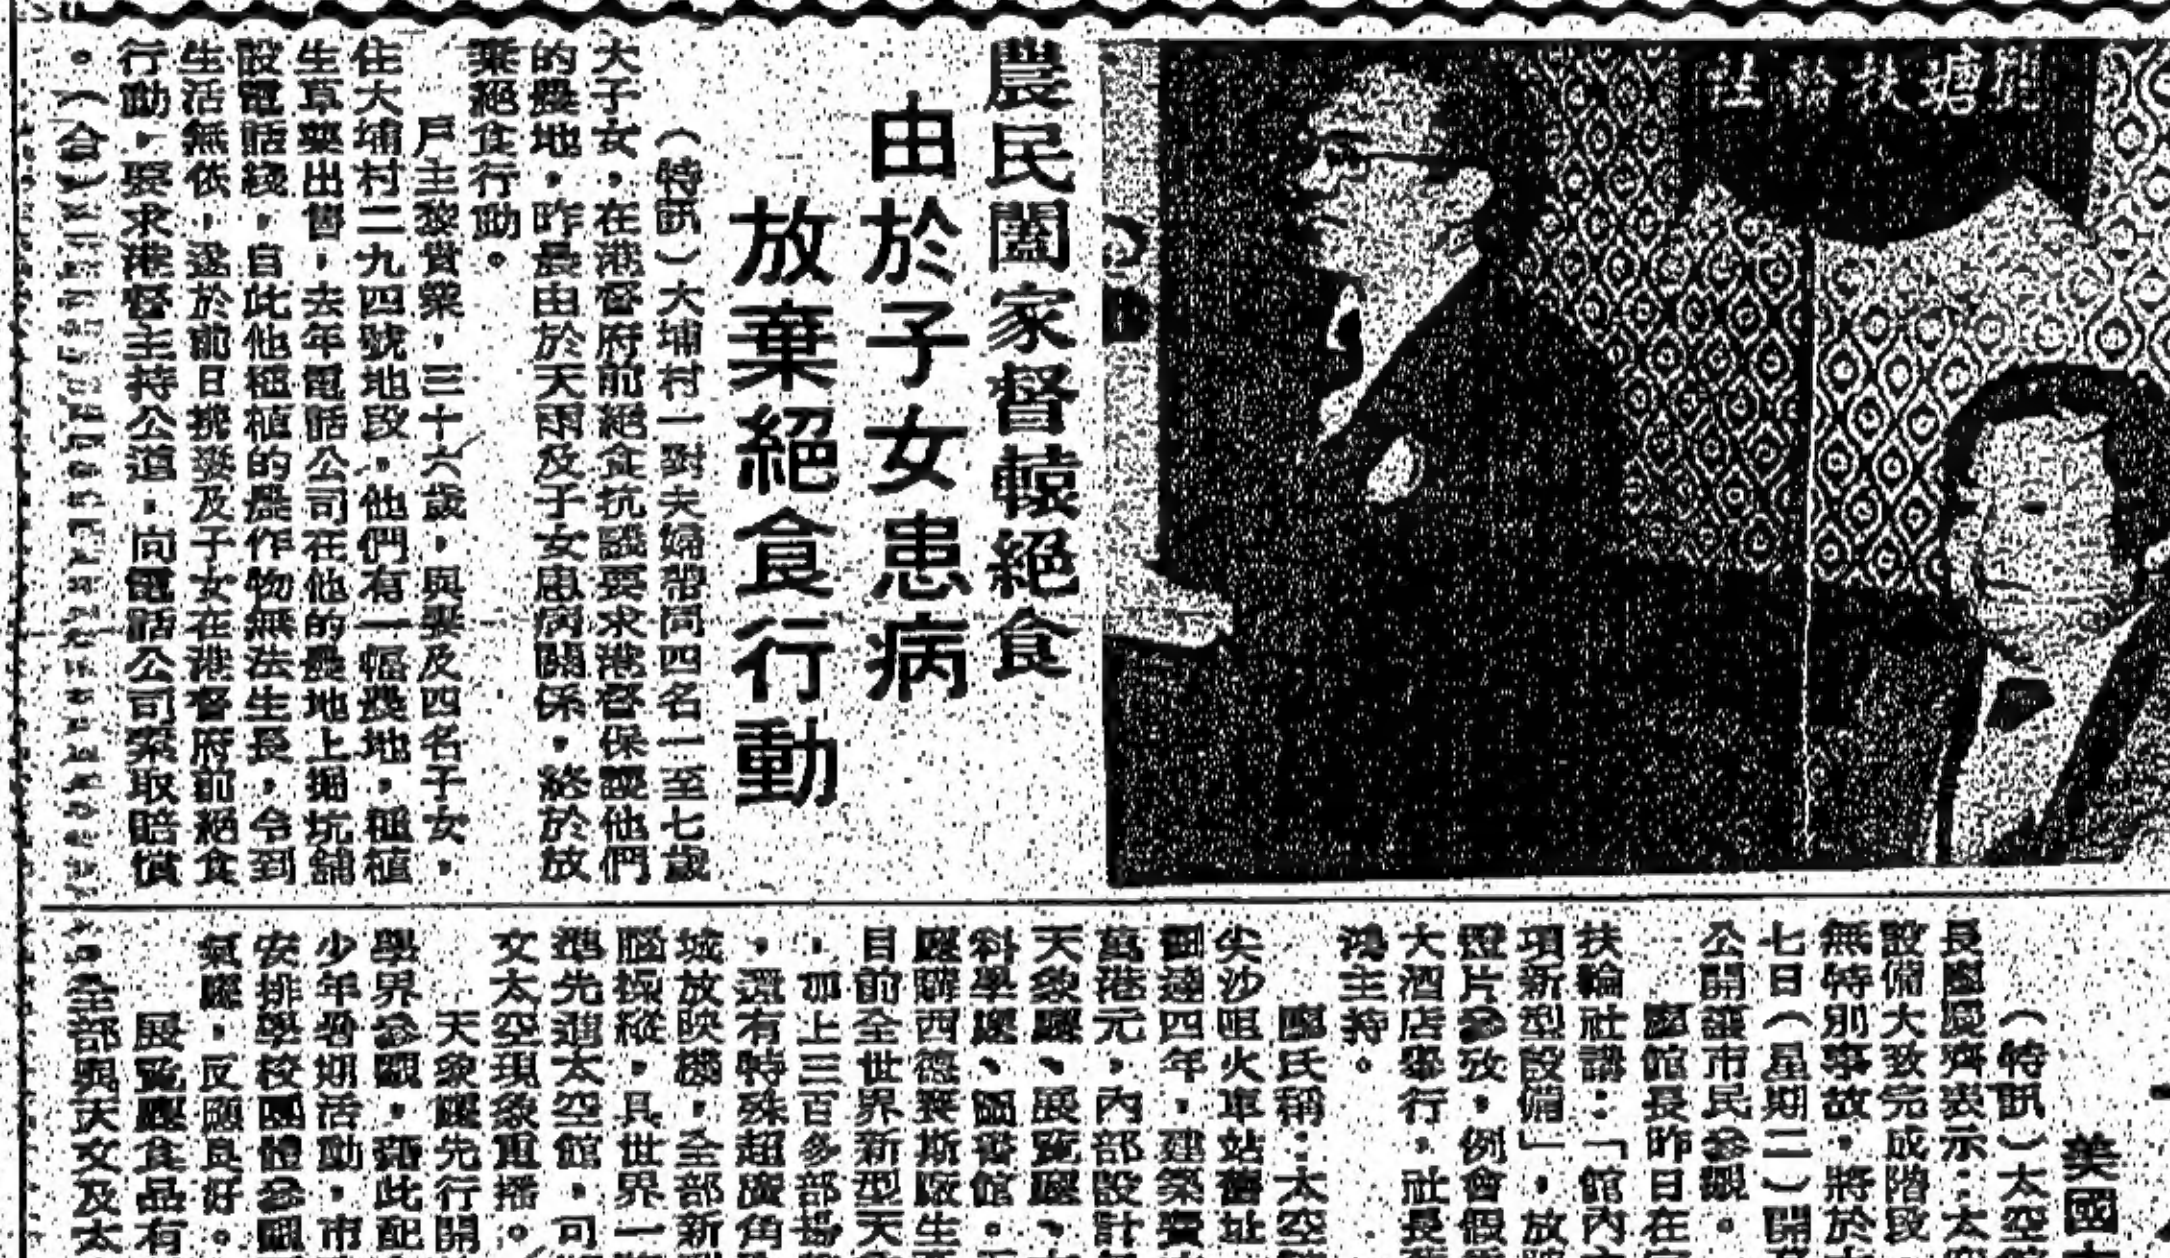 農民闔家督轅絕食
由於子女患病
放棄絕食行動
（特訊）大埔村一對夫婦帶同四名一至七歲
大子女，在港督府前絕食抗議要求港督保護他們
的農地，昨晨由於天雨及子女患病關係，終於放
棄絕食行動。
戶主黎貴樂，三十六歲，與妻及四名子女，
住大埔村二九四號地段，他們有一幅農地，種植
生草藥出售，去年電話公司在他的農地上掘坑鋪
設電話綫，自此他種植的農作物無法生長，令到
生活無依，遂於前日携妻及子女在港督府前絕食
行動，要求港督主持公道，向電話公司索取賠償
。（合）
美國
（特訊）太空
長廖慶齊表示：太
設備大致完成階段
無特別事故，將於
七日（星期二）開
公開讓市民參觀。
廖館長昨日在
扶輪社講：「館內
項新型設備」，放
燈片參攷，例會假
大酒店舉行，社長
鴻主持。
廖氏稱：太空
尖沙咀火車站舊址
劃達四年，建築費
萬港元，內部設計
天象廳、展覽廳、
科學廳、圖書館。
廳購西德蔡斯廠生
目前全世界新型天
，加上三百多部場
，還有特殊超廣角
城放映機，全部新
腦操縱，具世界一
進先進太空館，可
文太空現象重播。
天象廳先行開
學界參觀，藉此配
少年暑期活動，市
安排學校團體參觀
氣廳，反應良好。
展覽廳食品有
全部與天文及太